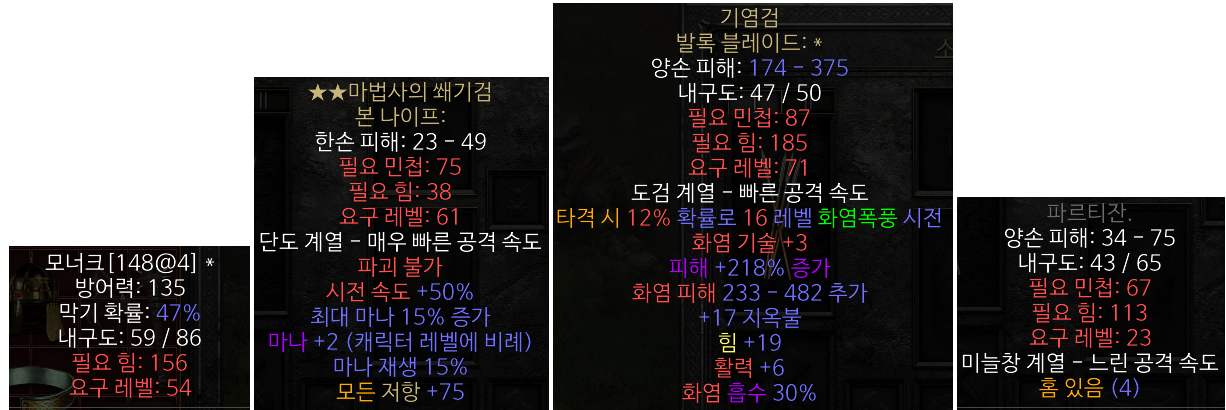 모너크[148@4] *
방어력: 135
막기 확률: 47%
내구도: 59 / 86
필요 힘: 156
요구 레벨: 54
★★마법사의 쐐기검
본 나이프:
한손 피해: 23 - 49
필요 민첩: 75
필요 힘: 38
요구 레벨: 61
단도 계열 - 매우 빠른 공격 속도
파괴 불가
시전 속도 +50%
최대 마나 15% 증가
마나 +2 (캐릭터 레벨에 비례)
마나 재생 15%
모든 저항 +75
기염검
발록 블레이드: *
양손 피해: 174 - 375
내구도: 47 / 50
필요 민첩: 87
필요 힘: 185
요구 레벨: 71
도검 계열 - 빠른 공격 속도
타격 시 12% 확률로 16 레벨 화염폭풍 시전
화염 기술 +3
피해 +218% 증가
화염 피해 233 - 482 추가
+17 지옥불
힘 +19
활력 +6
화염 흡수 30%
파르티잔.
양손 피해: 34 - 75
내구도: 43 / 65
필요 민첩: 67
필요 힘: 113
요구 레벨: 23
미늘창 계열 - 느린 공격 속도
홈 있음 (4)